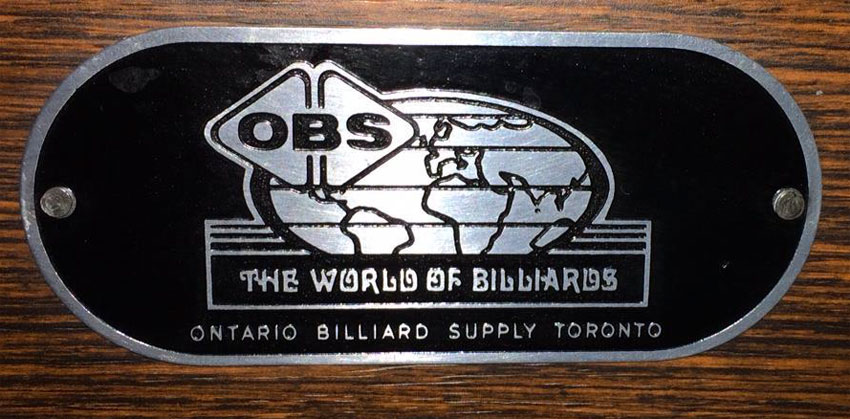 OBS
THE WORLD OF BILLIARDS
ONTARIO BILLIARD SUPPLY TORONTO